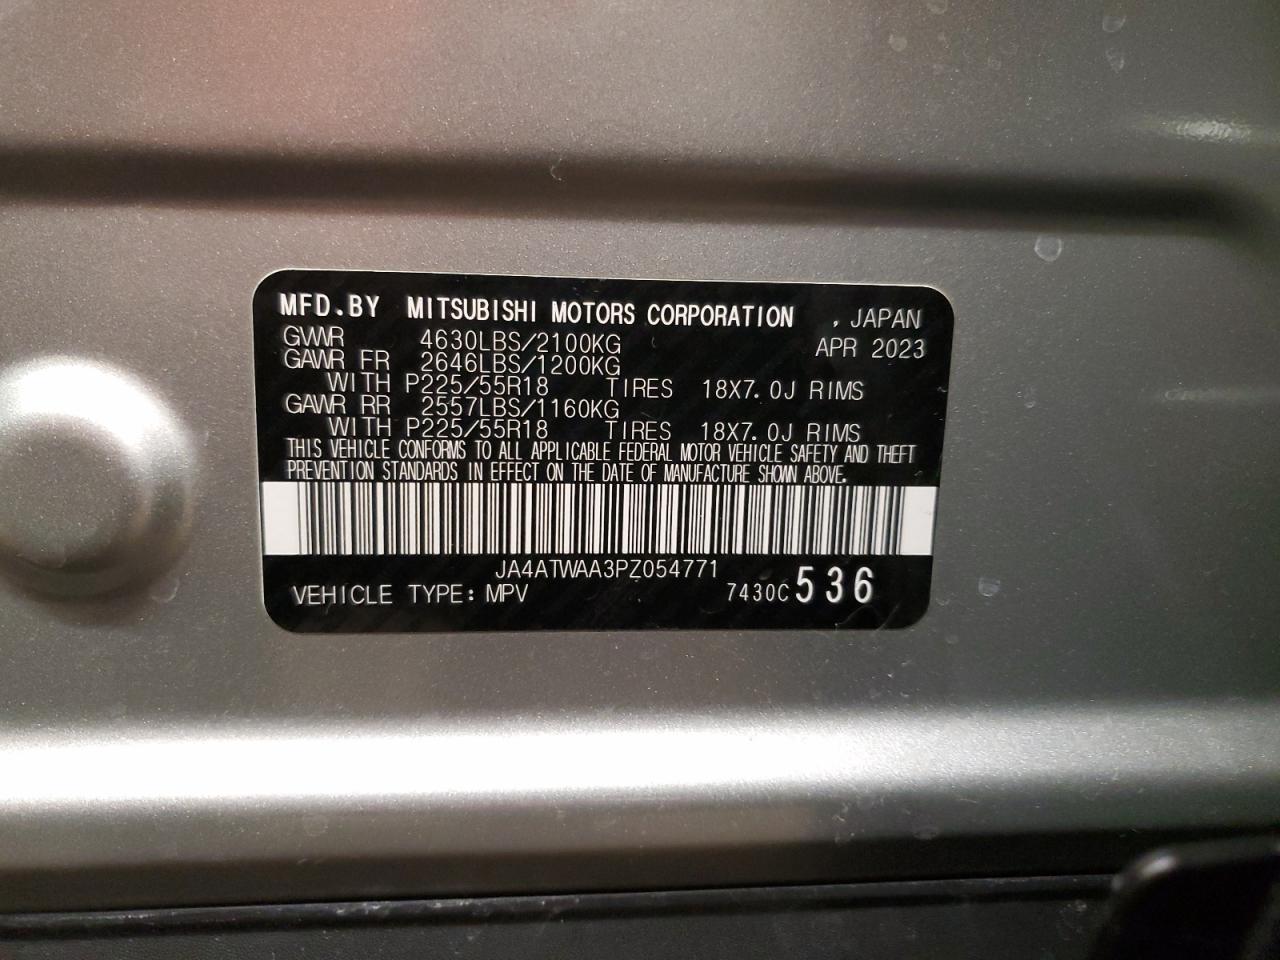 MFD.BY MITSUBISHI MOTORS CORPORATION , JAPAN
GVWR 4630LBS/2100KG APR 2023
GAWR FR 2646LBS/1200KG
WITH P225/55R18 TIRES 18X7.0J RIMS
GAWR RR 2557LBS/1160KG
WITH P225/55R18 TIRES 18X7.0J RIMS
THIS VEHICLE CONFORMS TO ALL APPLICABLE FEDERAL MOTOR VEHICLE SAFETY AND THEFT
PREVENTION STANDARDS IN EFFECT ON THE DATE OF MANUFACTURE SHOWN ABOVE.
JA4ATWAA3PZ054771
VEHICLE TYPE: MPV 7430C 536